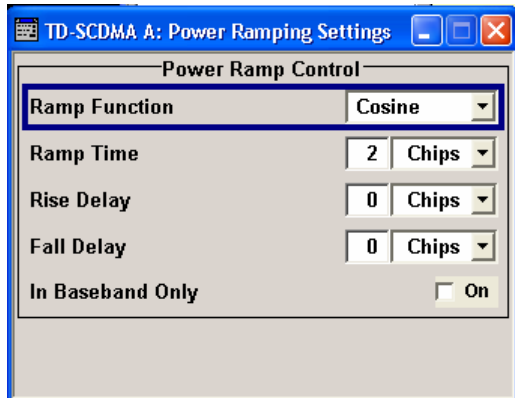 TD-SCDMA A: Power Ramping Settings
Power Ramp Control
Ramp Function Cosine
Ramp Time 2 Chips
Rise Delay 0 Chips
Fall Delay 0 Chips
In Baseband Only On